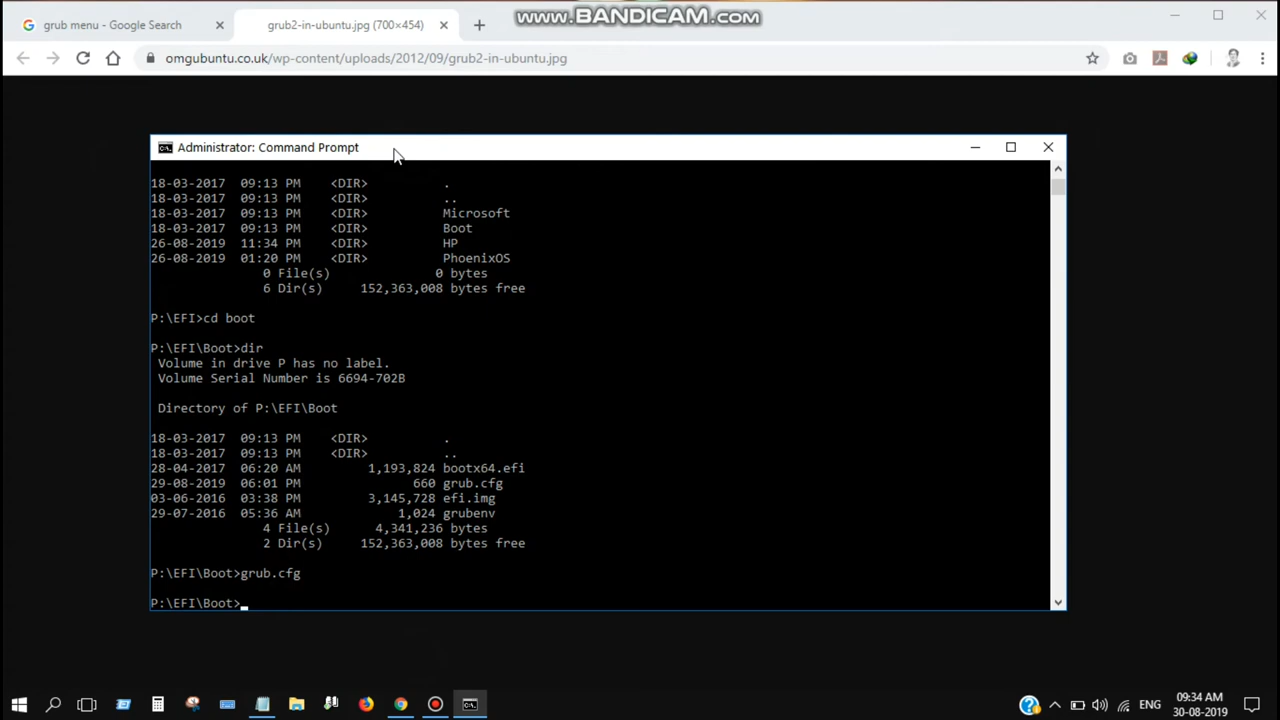 www.BANDICAM.com
grub menu - Google Search
grub2-in-ubuntu.jpg (700×454)
omgubuntu.co.uk/wp-content/uploads/2012/09/grub2-in-ubuntu.jpg
Administrator: Command Prompt
18-03-2017  09:13 PM    <DIR>          .
18-03-2017  09:13 PM    <DIR>          ..
18-03-2017  09:13 PM    <DIR>          Microsoft
18-03-2017  09:13 PM    <DIR>          Boot
26-08-2019  11:34 PM    <DIR>          HP
26-08-2019  01:20 PM    <DIR>          PhoenixOS
0 File(s)              0 bytes
6 Dir(s)     152,363,008 bytes free
P:\EFI>cd boot
P:\EFI\Boot>dir
Volume in drive P has no label.
Volume Serial Number is 6694-702B
Directory of P:\EFI\Boot
18-03-2017  09:13 PM    <DIR>          .
18-03-2017  09:13 PM    <DIR>          ..
28-04-2017  06:20 AM         1,193,824 bootx64.efi
29-08-2019  06:01 PM               660 grub.cfg
03-06-2016  03:38 PM         3,145,728 efi.img
29-07-2016  05:36 AM             1,024 grubenv
4 File(s)      4,341,236 bytes
2 Dir(s)     152,363,008 bytes free
P:\EFI\Boot>grub.cfg
P:\EFI\Boot>
ENG
09:34 AM
30-08-2019